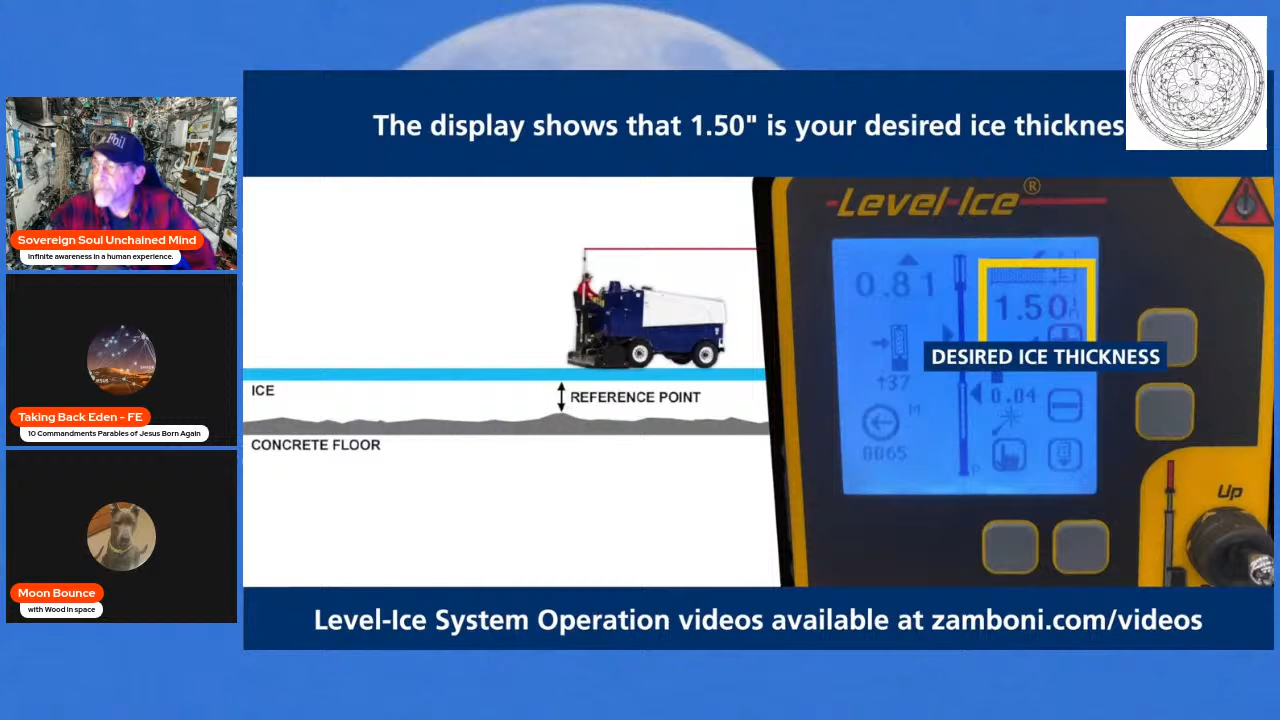 The display shows that 1.50" is your desired ice thicknes
Foil
Sovereign Soul Unchained Mind
Infinite awareness in a human experience.
Taking Back Eden - FE
10 Commandments Parables of Jesus Born Again
Moon Bounce
with Wood in space
ICE
REFERENCE POINT
CONCRETE FLOOR
Level-Ice®
0.81
1.50
DESIRED ICE THICKNESS
↑37
0.04
M
0065
P
Up
Level-Ice System Operation videos available at zamboni.com/videos